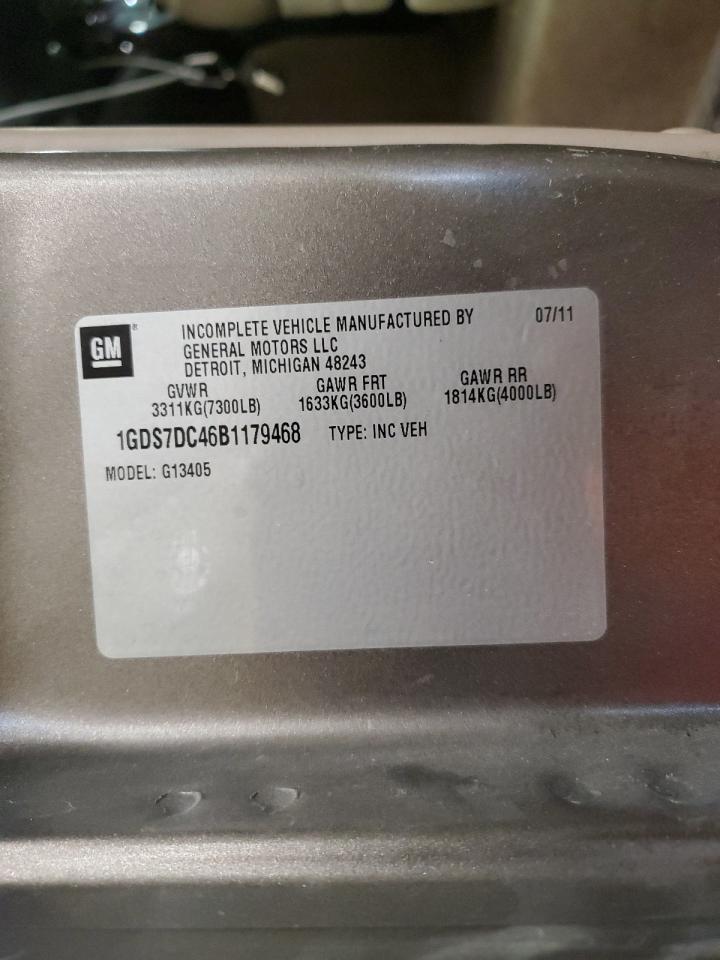 GM
INCOMPLETE VEHICLE MANUFACTURED BY 07/11
GENERAL MOTORS LLC
DETROIT, MICHIGAN 48243
GVWR GAWR FRT GAWR RR
3311KG(7300LB) 1633KG(3600LB) 1814KG(4000LB)
1GDS7DC46B1179468 TYPE: INC VEH
MODEL: G13405